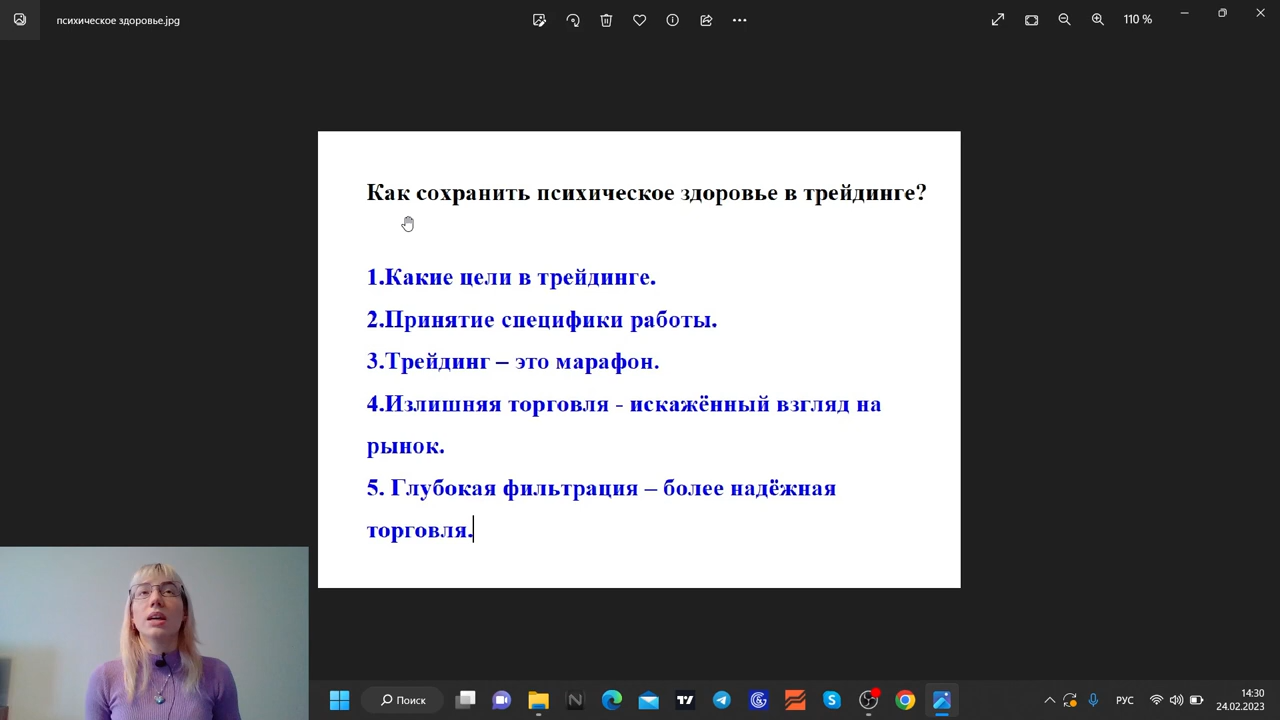 психическое здоровье.jpg
110 %
Как сохранить психическое здоровье в трейдинге?
1.Какие цели в трейдинге.
2.Принятие специфики работы.
3.Трейдинг – это марафон.
4.Излишняя торговля - искажённый взгляд на
рынок.
5. Глубокая фильтрация – более надёжная
торговля.
Поиск
РУС
14:30
24.02.2023